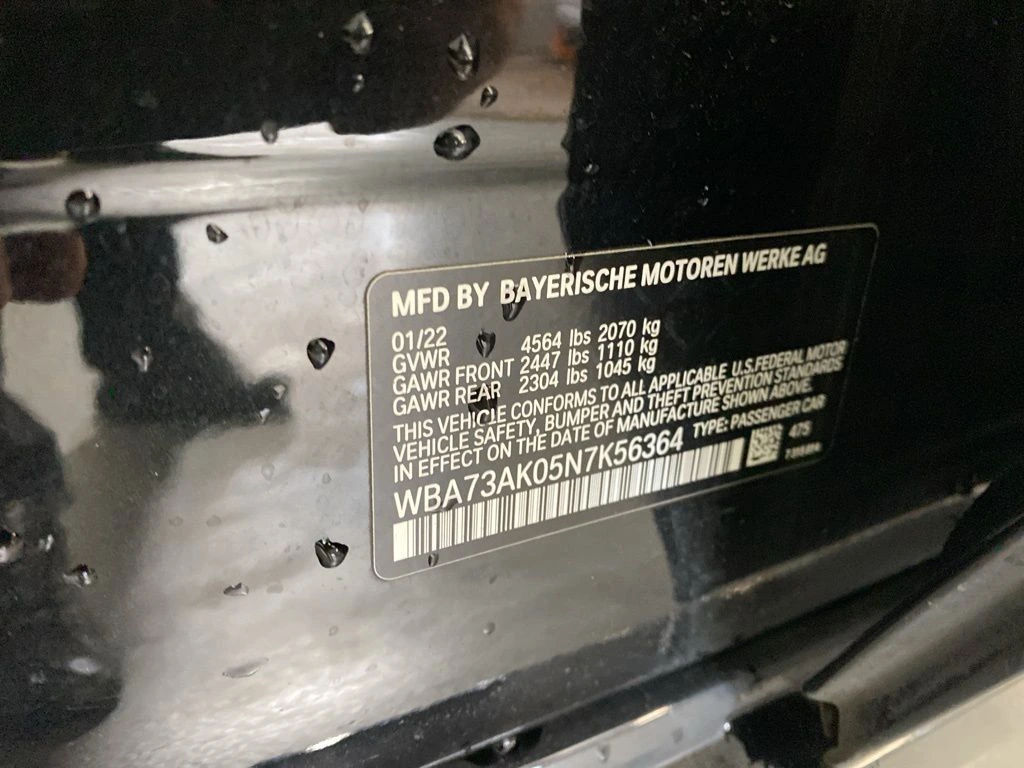 MFD BY BAYERISCHE MOTOREN WERKE AG
01/22
GVWR 4564 lbs 2070 kg
GAWR FRONT 2447 lbs 1110 kg
GAWR REAR 2304 lbs 1045 kg
THIS VEHICLE CONFORMS TO ALL APPLICABLE U.S. FEDERAL MOTOR
VEHICLE SAFETY, BUMPER AND THEFT PREVENTION STANDARDS
IN EFFECT ON THE DATE OF MANUFACTURE SHOWN ABOVE.
WBA73AK05N7K56364 TYPE: PASSENGER CAR
475